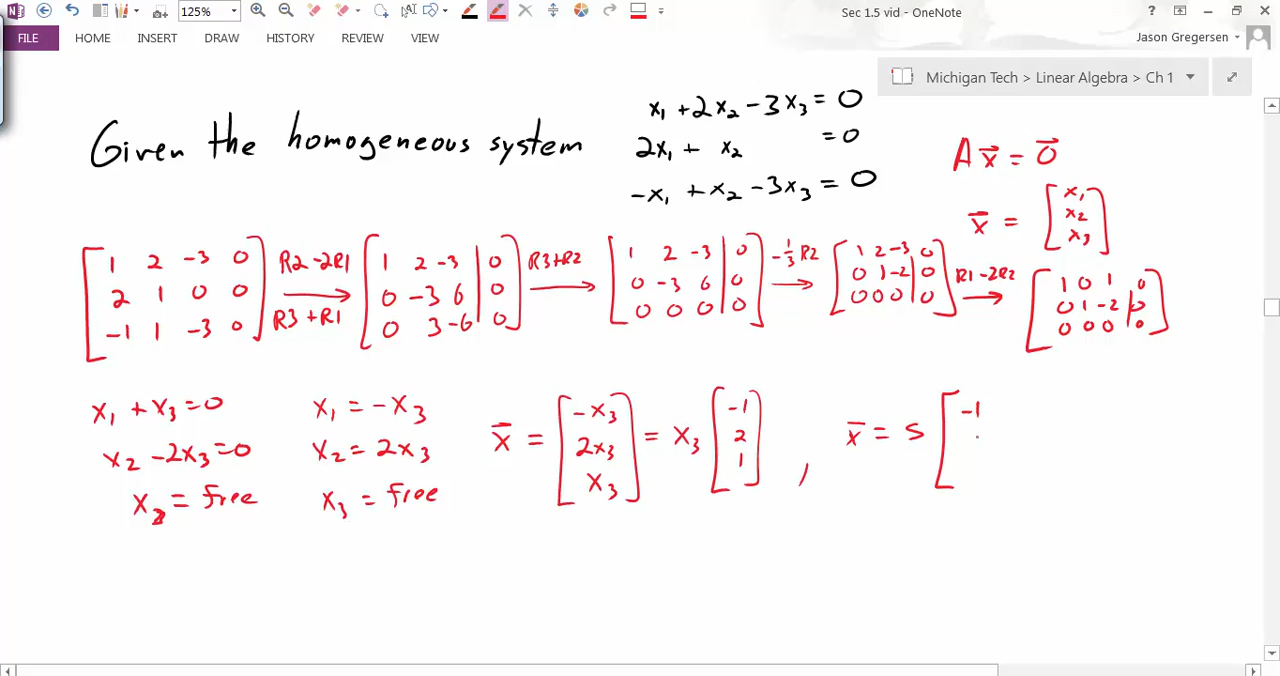 125%
Sec 1.5 vid - OneNote
?
FILE HOME INSERT DRAW HISTORY REVIEW VIEW
Jason Gregersen
Michigan Tech > Linear Algebra > Ch 1
Given the homogeneous system
x₁ + 2x₂ - 3x₃ = 0
2x₁ + x₂ = 0
-x₁ + x₂ - 3x₃ = 0
A x⃗ = 0⃗
x⃗ = [x₁ x₂ x₃]
[1 2 -3 0
2 1 0 0
-1 1 -3 0]
R2-2R1
R3+R1
[1 2 -3 | 0
0 -3 6 | 0
0 3 -6 | 0]
R3+R2
[1 2 -3 | 0
0 -3 6 | 0
0 0 0 | 0]
-1/3 R2
[1 2 -3 | 0
0 1 -2 | 0
0 0 0 | 0]
R1-2R2
[1 0 1 | 0
0 1 -2 | 0
0 0 0 | 0]
x₁ + x₃ = 0
x₂ - 2x₃ = 0
x₃ = free
x₁ = -x₃
x₂ = 2x₃
x₃ = free
x⃗ = [-x₃ 2x₃ x₃] = x₃ [-1 2 1] , x⃗ = s [-1